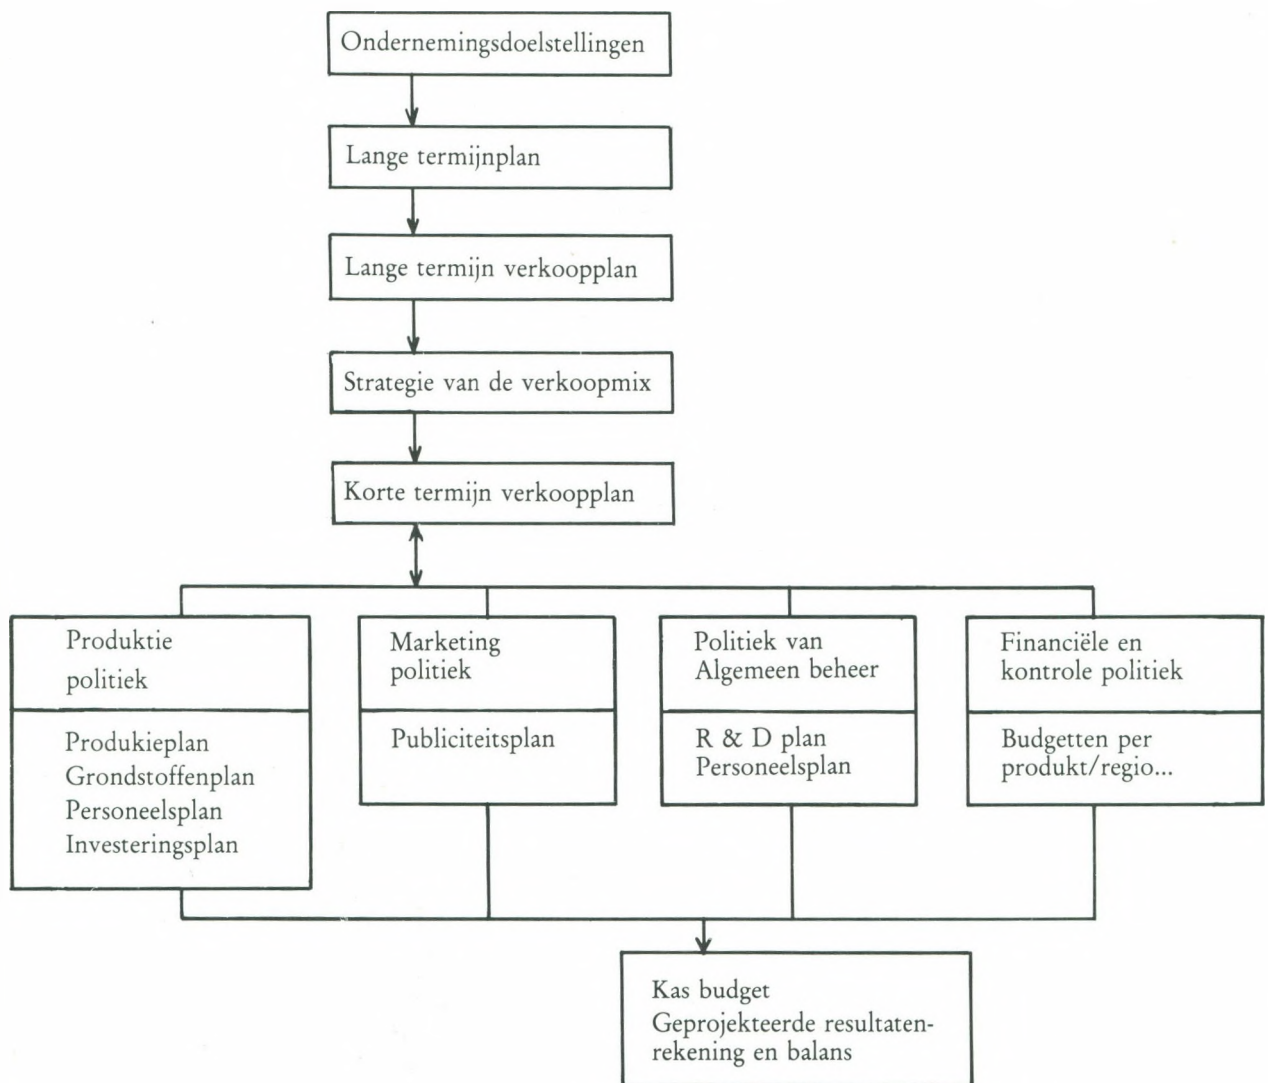 Ondernemingsdoelstellingen
Lange termijnplan
Lange termijn verkoopplan
Strategie van de verkoopmix
Korte termijn verkoopplan
Produktie
politiek
Produkieplan
Grondstoffenplan
Personeelsplan
Investeringsplan
Marketing
politiek
Publiciteitsplan
Politiek van
Algemeen beheer
R & D plan
Personeelsplan
Financiële en
kontrole politiek
Budgetten per
produkt/regio...
Kas budget
Geprojekteerde resultaten-
rekening en balans